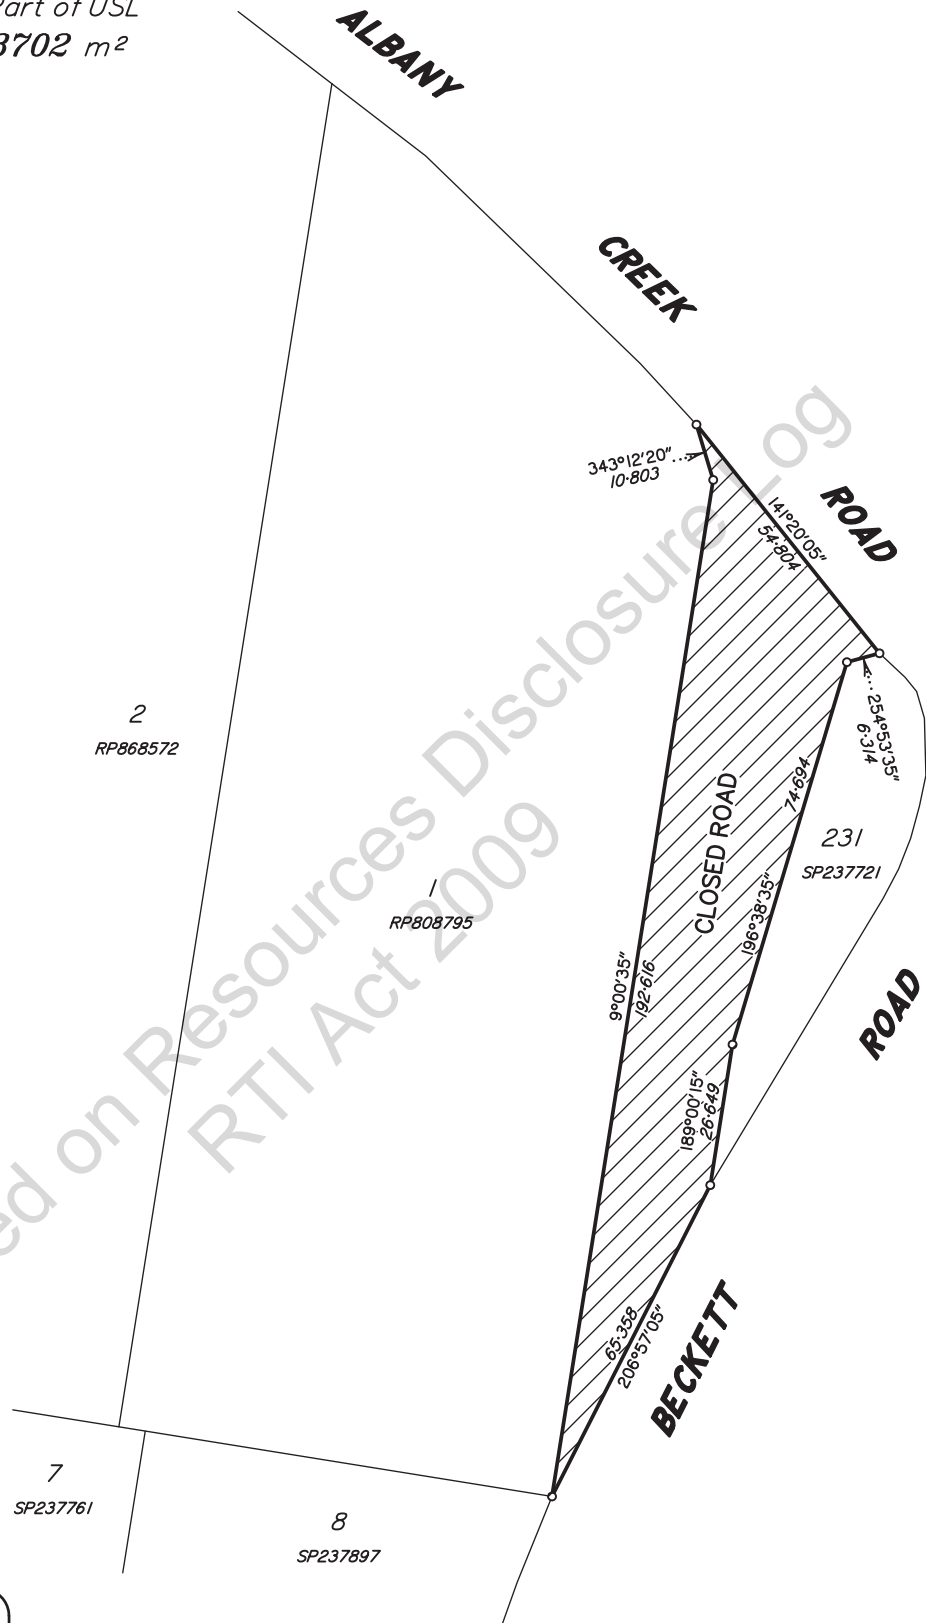 Part of USL
3702 m²
ALBANY
CREEK
ROAD
343°12'20"
10·803
141°20'05"
54·804
254°53'35"
6·314
74·694
196°38'35"
CLOSED ROAD
2
RP868572
231
SP237721
1
RP808795
9°00'35"
192·616
189°00'15"
26·649
ROAD
65·358
206°57'05"
BECKETT
7
SP237761
8
SP237897
on Resources Disclosure Log
RTI Act 2009